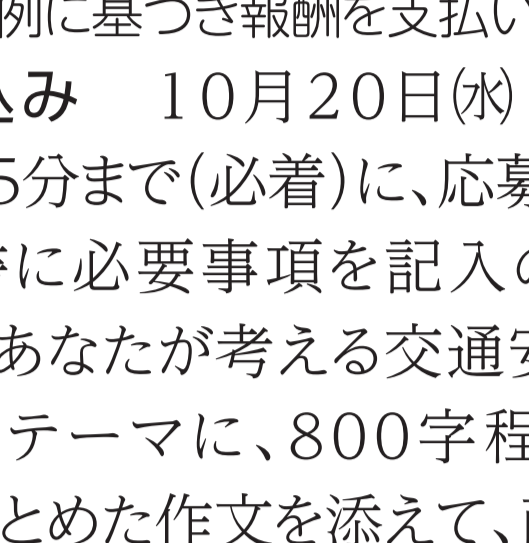 例に基づき報酬を支払い
込み　10月20日㈬
5分まで(必着)に、応募
に必要事項を記入の
あなたが考える交通安
テーマに、800字程
とめた作文を添えて、